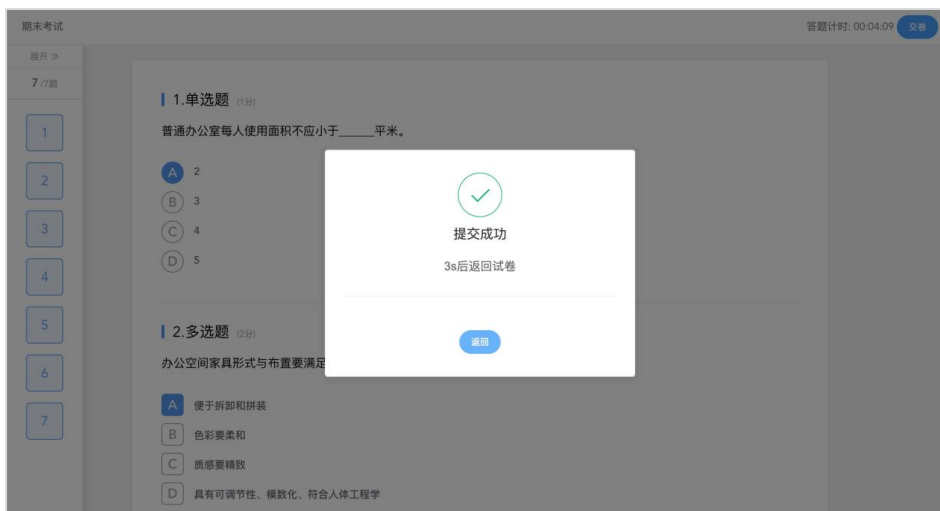 期末考试
答题计时: 00:04:09 交卷
展开 »
7 /7题
1
2
3
4
5
6
7
1.单选题 (1分)
普通办公室每人使用面积不应小于_____平米。
A 2
B 3
C 4
D 5
2.多选题 (2分)
办公空间家具形式与布置要满足
A 便于拆卸和拼装
B 色彩要柔和
C 质感要精致
D 具有可调节性、模数化、符合人体工程学
提交成功
3s后返回试卷
返回